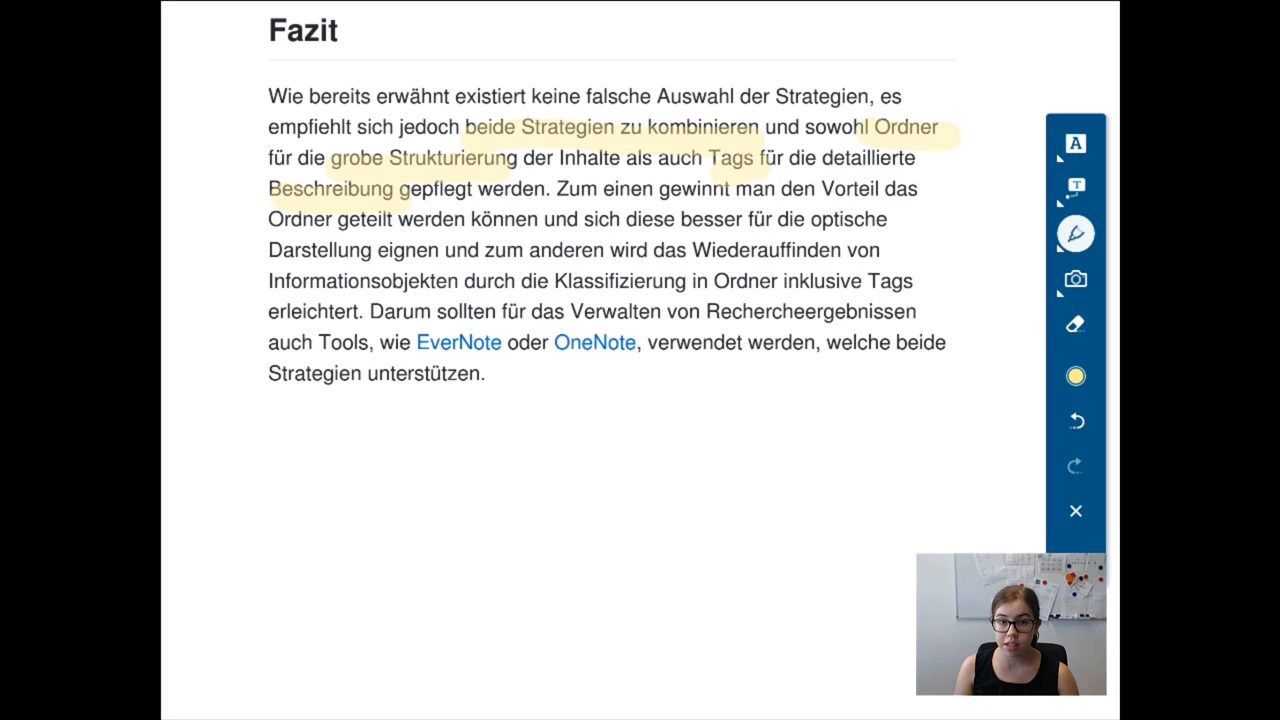 Fazit
Wie bereits erwähnt existiert keine falsche Auswahl der Strategien, es
empfiehlt sich jedoch beide Strategien zu kombinieren und sowohl Ordner
für die grobe Strukturierung der Inhalte als auch Tags für die detaillierte
Beschreibung gepflegt werden. Zum einen gewinnt man den Vorteil das
Ordner geteilt werden können und sich diese besser für die optische
Darstellung eignen und zum anderen wird das Wiederauffinden von
Informationsobjekten durch die Klassifizierung in Ordner inklusive Tags
erleichtert. Darum sollten für das Verwalten von Rechercheergebnissen
auch Tools, wie EverNote oder OneNote, verwendet werden, welche beide
Strategien unterstützen.
A
T